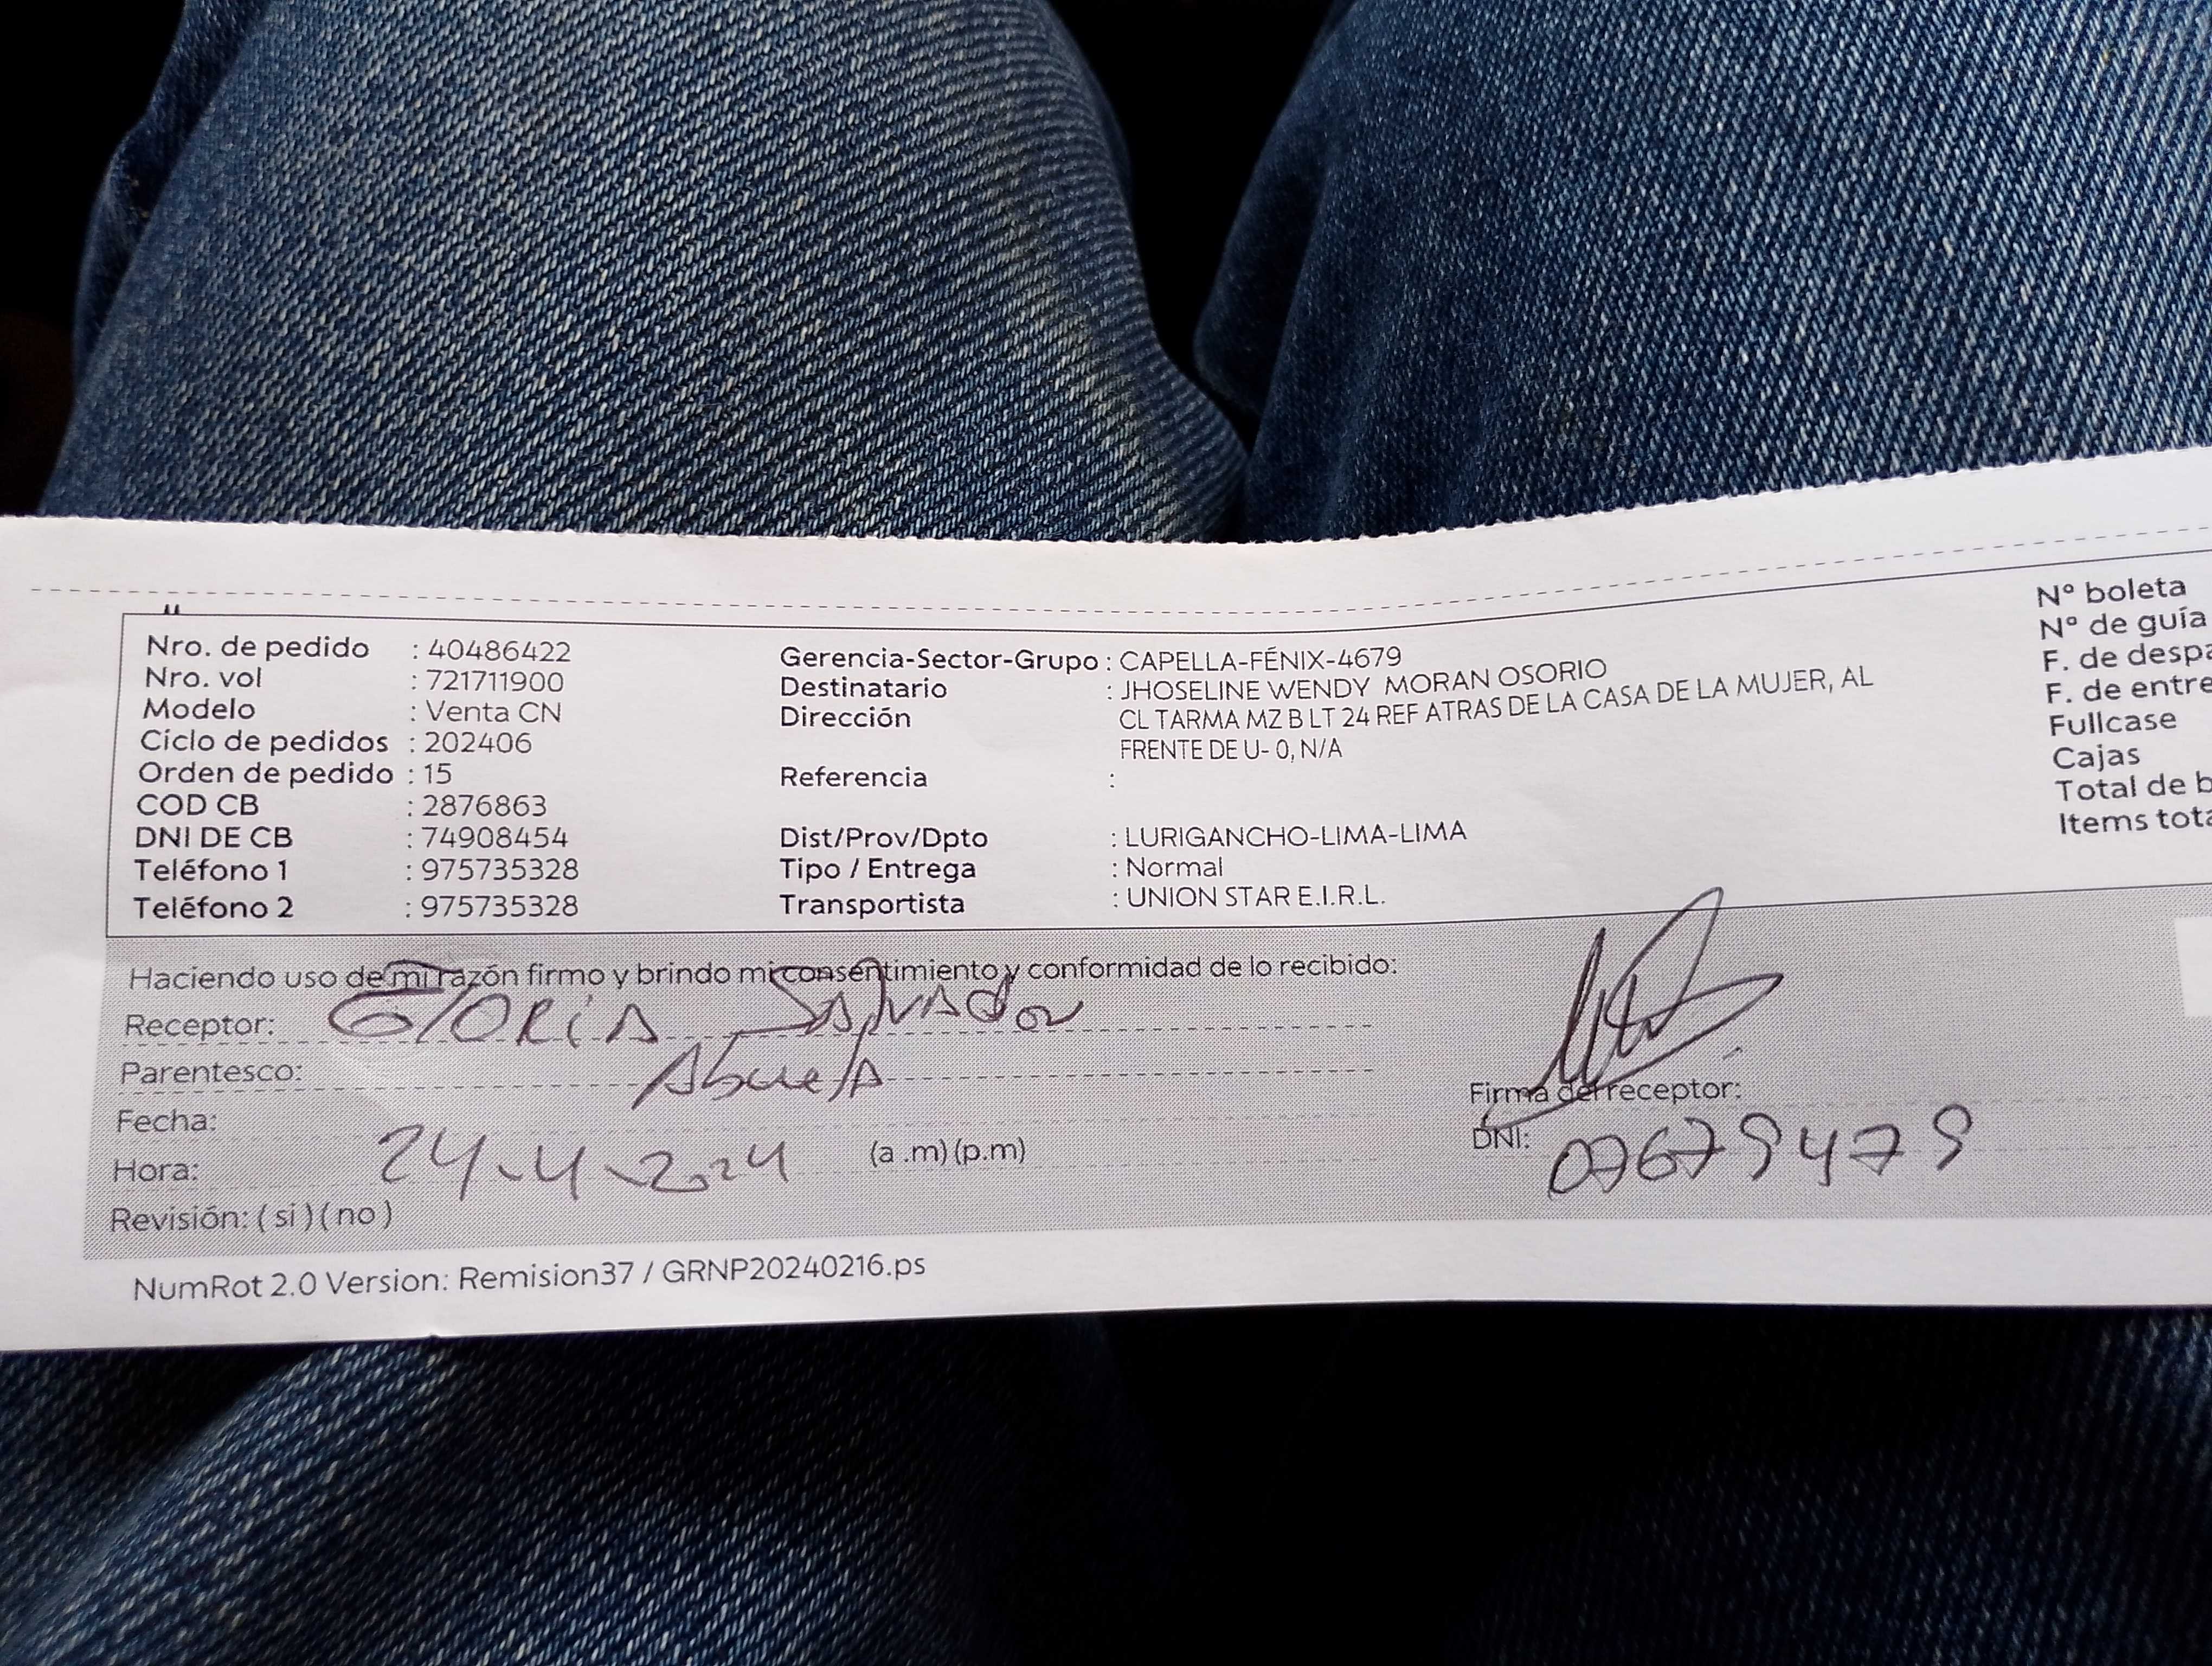 Nro. de pedido : 40486422
Nro. vol : 721711900
Modelo : Venta CN
Ciclo de pedidos : 202406
Orden de pedido : 15
COD CB : 2876863
DNI DE CB : 74908454
Teléfono 1 : 975735328
Teléfono 2 : 975735328
Gerencia-Sector-Grupo : CAPELLA-FÉNIX-4679
Destinatario : JHOSELINE WENDY MORAN OSORIO
Dirección CL TARMA MZ B LT 24 REF ATRAS DE LA CASA DE LA MUJER, AL
FRENTE DE U- 0, N/A
Referencia :
Dist/Prov/Dpto : LURIGANCHO-LIMA-LIMA
Tipo / Entrega : Normal
Transportista : UNION STAR E.I.R.L.
Nº boleta
Nº de guía
F. de despa
F. de entre
Fullcase
Cajas
Total de b
Items tota
Haciendo uso de mi razón firmo y brindo mi consentimiento y conformidad de lo recibido:
Receptor: GlORiA SAlvAdor
Parentesco: AbuelA
Fecha:
Hora: 24-4-2024 (a .m) (p.m)
Revisión: ( si ) ( no )
Firma del receptor:
DNI: 07679479
NumRot 2.0 Version: Remision37 / GRNP20240216.ps